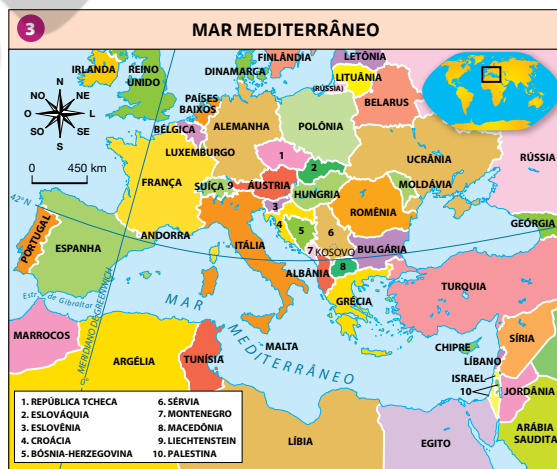 3
MAR MEDITERRÂNEO
IRLANDA
REINO
UNIDO
DINAMARCA
FINLÂNDIA
LETÔNIA
LITUÂNIA
(RÚSSIA)
BELARUS
N
NO
NE
O
L
SO
SE
S
PAÍSES
BAIXOS
BÉLGICA
ALEMANHA
POLÔNIA
LUXEMBURGO
0 450 km
1
2
UCRÂNIA
RÚSSIA
FRANÇA
SUÍÇA
9
ÁUSTRIA
HUNGRIA
MOLDÁVIA
42°N
3
4
5
6
ROMÊNIA
PORTUGAL
ESPANHA
ANDORRA
ITÁLIA
7
KOSOVO
BULGÁRIA
GEÓRGIA
8
ALBÂNIA
GRÉCIA
TURQUIA
Estr. de Gibraltar
MERIDIANO DE GREENWICH
0°
MAR MEDITERRÂNEO
MARROCOS
ARGÉLIA
TUNÍSIA
MALTA
CHIPRE
LÍBANO
SÍRIA
ISRAEL
10
JORDÂNIA
ARÁBIA
SAUDITA
LÍBIA
EGITO
1. REPÚBLICA TCHECA
2. ESLOVÁQUIA
3. ESLOVÊNIA
4. CROÁCIA
5. BÓSNIA-HERZEGOVINA
6. SÉRVIA
7. MONTENEGRO
8. MACEDÔNIA
9. LIECHTENSTEIN
10. PALESTINA